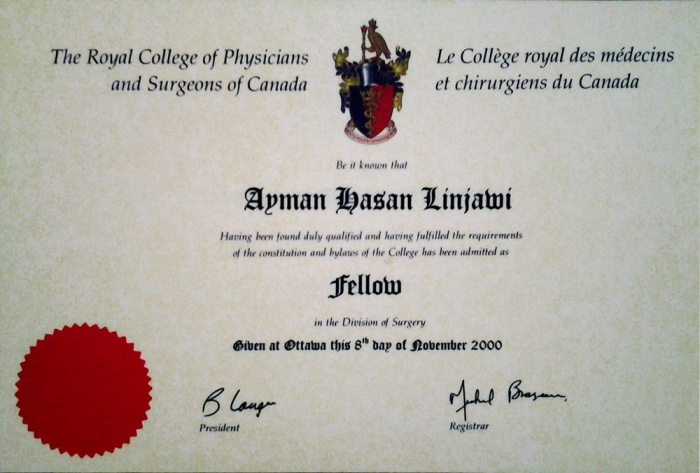 The Royal College of Physicians
and Surgeons of Canada
Le Collège royal des médecins
et chirurgiens du Canada
Be it known that
Ayman Hasan Linjawi
Having been found duly qualified and having fulfilled the requirements
of the constitution and bylaws of the College has been admitted as
Fellow
in the Division of Surgery
Given at Ottawa this 8th day of November 2000
President
Registrar